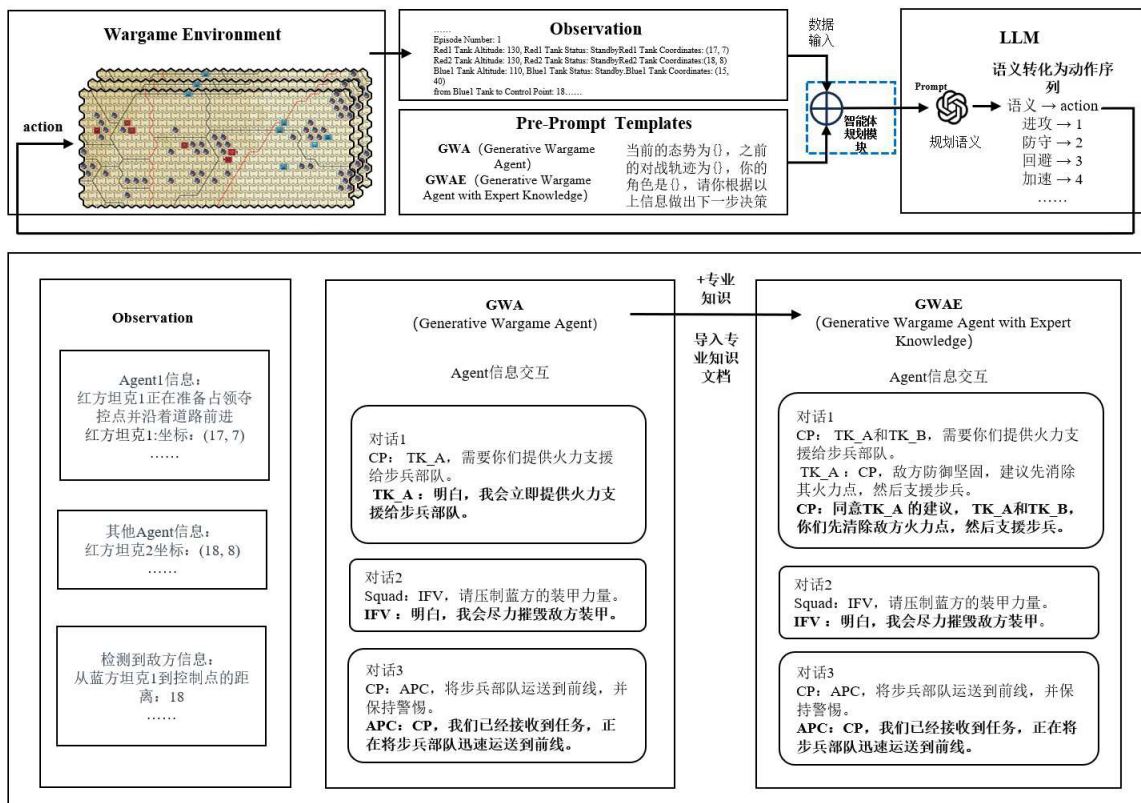 Wargame Environment
action
Observation
……
Episode Number: 1
Red1 Tank Altitude: 130, Red1 Tank Status: StandbyRed1 Tank Coordinates: (17, 7)
Red2 Tank Altitude: 130, Red2 Tank Status: StandbyRed2 Tank Coordinates:(18, 8)
Blue1 Tank Altitude: 110, Blue1 Tank Status: Standby.Blue1 Tank Coordinates: (15,
40)
from Blue1 Tank to Control Point: 18……
Pre-Prompt Templates
GWA（Generative Wargame
Agent）
GWAE（Generative Wargame
Agent with Expert Knowledge）
当前的态势为{}，之前
的对战轨迹为{}，你的
角色是{}，请你根据以
上信息做出下一步决策
数据
输入
智能体
规划模
块
LLM
语义转化为动作序
列
Prompt
规划语义
语义 → action
进攻 → 1
防守 → 2
回避 → 3
加速 → 4
……
Observation
Agent1信息：
红方坦克1正在准备占领夺
控点并沿着道路前进
红方坦克1:坐标：(17, 7)
……
其他Agent信息：
红方坦克2坐标：(18, 8)
……
检测到敌方信息：
从蓝方坦克1到控制点的距
离：18
……
GWA
（Generative Wargame Agent）
Agent信息交互
对话1
CP： TK_A，需要你们提供火力支援
给步兵部队。
TK_A：明白，我会立即提供火力支
援给步兵部队。
对话2
Squad：IFV，请压制蓝方的装甲力量。
IFV：明白，我会尽力摧毁敌方装甲。
对话3
CP：APC，将步兵部队运送到前线，并
保持警惕。
APC：CP，我们已经接收到任务，正
在将步兵部队迅速运送到前线。
+专业
知识
导入专
业知识
文档
GWAE
（Generative Wargame Agent with Expert
Knowledge）
Agent信息交互
对话1
CP： TK_A和TK_B，需要你们提供火力支
援给步兵部队。
TK_A：CP，敌方防御坚固，建议先消除
其火力点，然后支援步兵。
CP：同意TK_A 的建议， TK_A和TK_B，
你们先清除敌方火力点，然后支援步兵。
对话2
Squad：IFV，请压制蓝方的装甲力量。
IFV：明白，我会尽力摧毁敌方装甲。
对话3
CP：APC，将步兵部队运送到前线，并保
持警惕。
APC：CP，我们已经接收到任务，正在将
步兵部队迅速运送到前线。